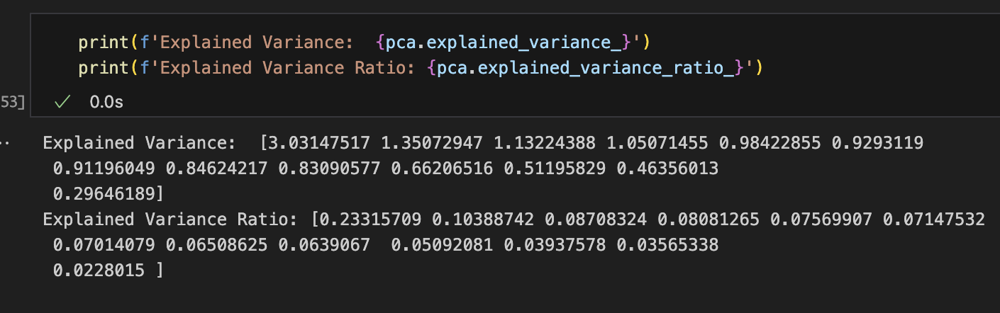 print(f'Explained Variance:  {pca.explained_variance_}')
print(f'Explained Variance Ratio: {pca.explained_variance_ratio_}')
53]
0.0s
Explained Variance:  [3.03147517 1.35072947 1.13224388 1.05071455 0.98422855 0.9293119
 0.91196049 0.84624217 0.83090577 0.66206516 0.51195829 0.46356013
 0.29646189]
Explained Variance Ratio: [0.23315709 0.10388742 0.08708324 0.08081265 0.07569907 0.07147532
 0.07014079 0.06508625 0.0639067  0.05092081 0.03937578 0.03565338
 0.0228015 ]